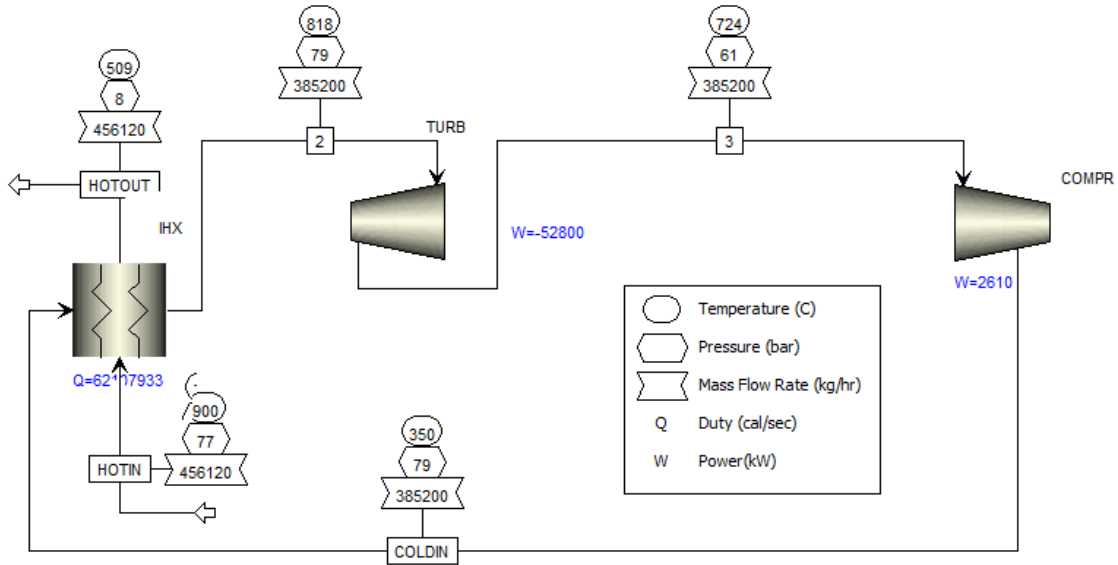 818
79
385200
724
61
385200
509
8
456120
2
TURB
3
HOTOUT
COMPR
IHX
W=-52800
W=2610
Temperature (C)
Pressure (bar)
Mass Flow Rate (kg/hr)
Q Duty (cal/sec)
W Power(kW)
900
77
456120
HOTIN
350
79
385200
COLDIN